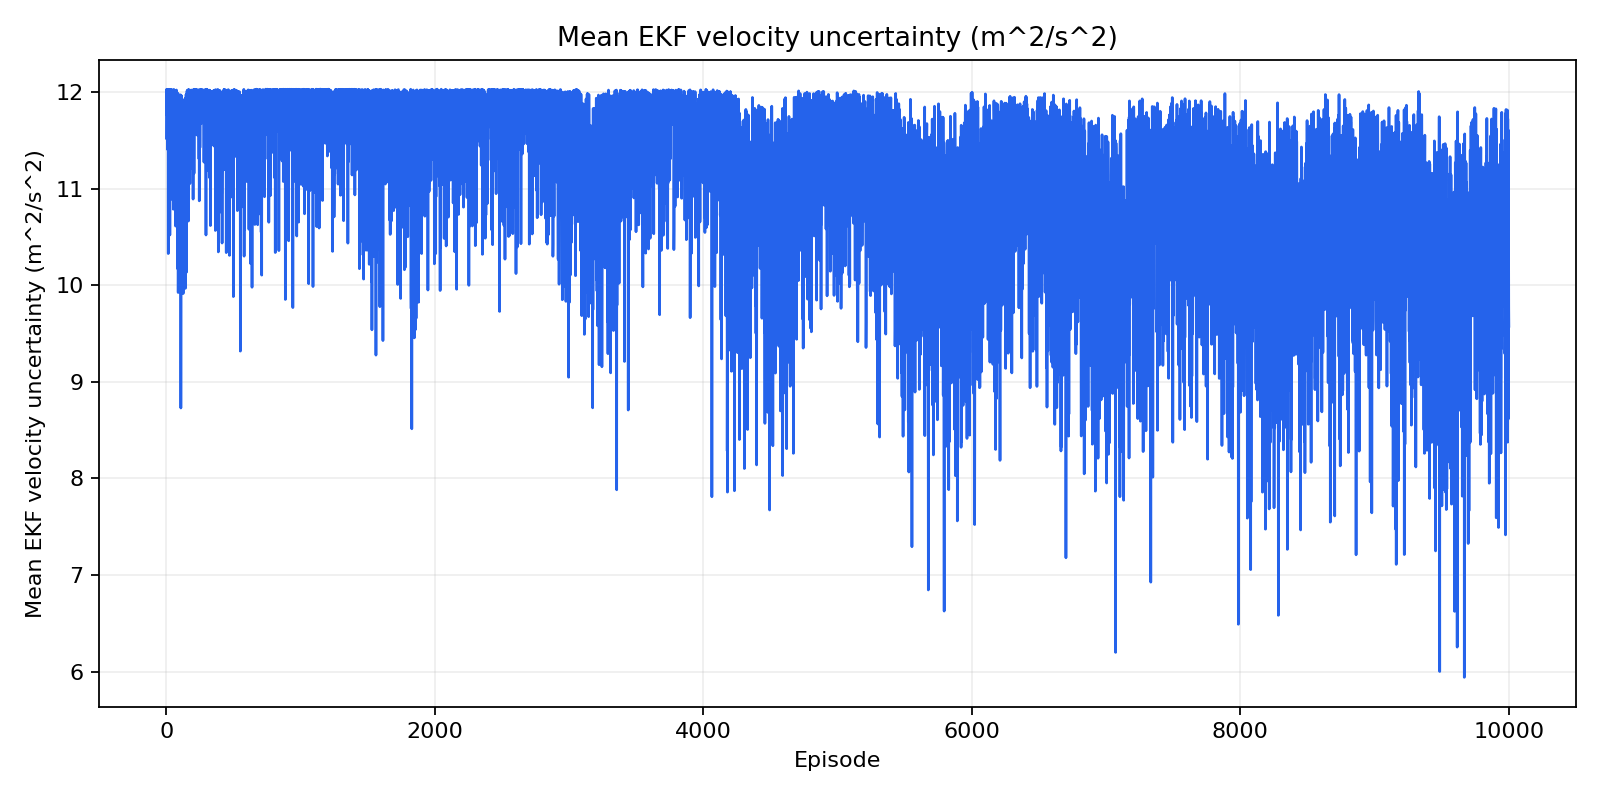 Mean EKF velocity uncertainty (m^2/s^2)
Mean EKF velocity uncertainty (m^2/s^2)
12
11
10
9
8
7
6
0 2000 4000 6000 8000 10000
Episode